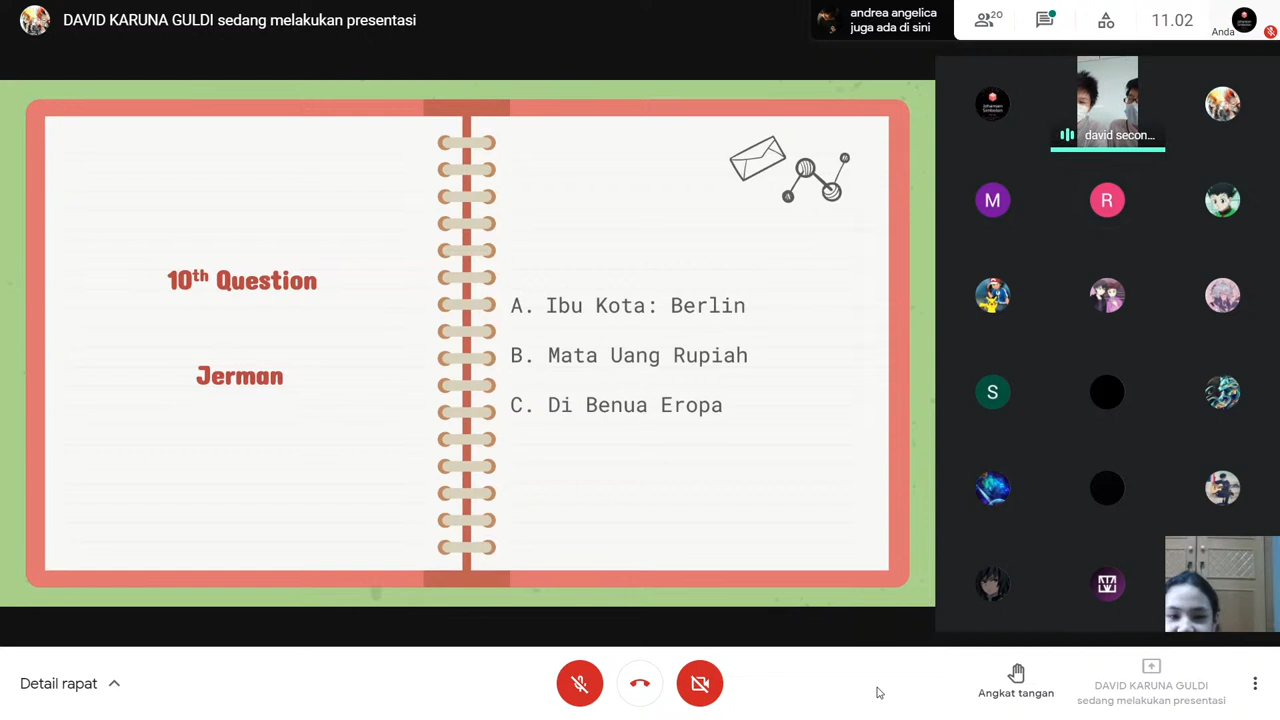 DAVID KARUNA GULDI sedang melakukan presentasi
andrea angelica
juga ada di sini
20
11.02
Anda
david secon...
M
R
S
10th Question
Jerman
A. Ibu Kota: Berlin
B. Mata Uang Rupiah
C. Di Benua Eropa
Detail rapat
Angkat tangan
DAVID KARUNA GULDI
sedang melakukan presentasi